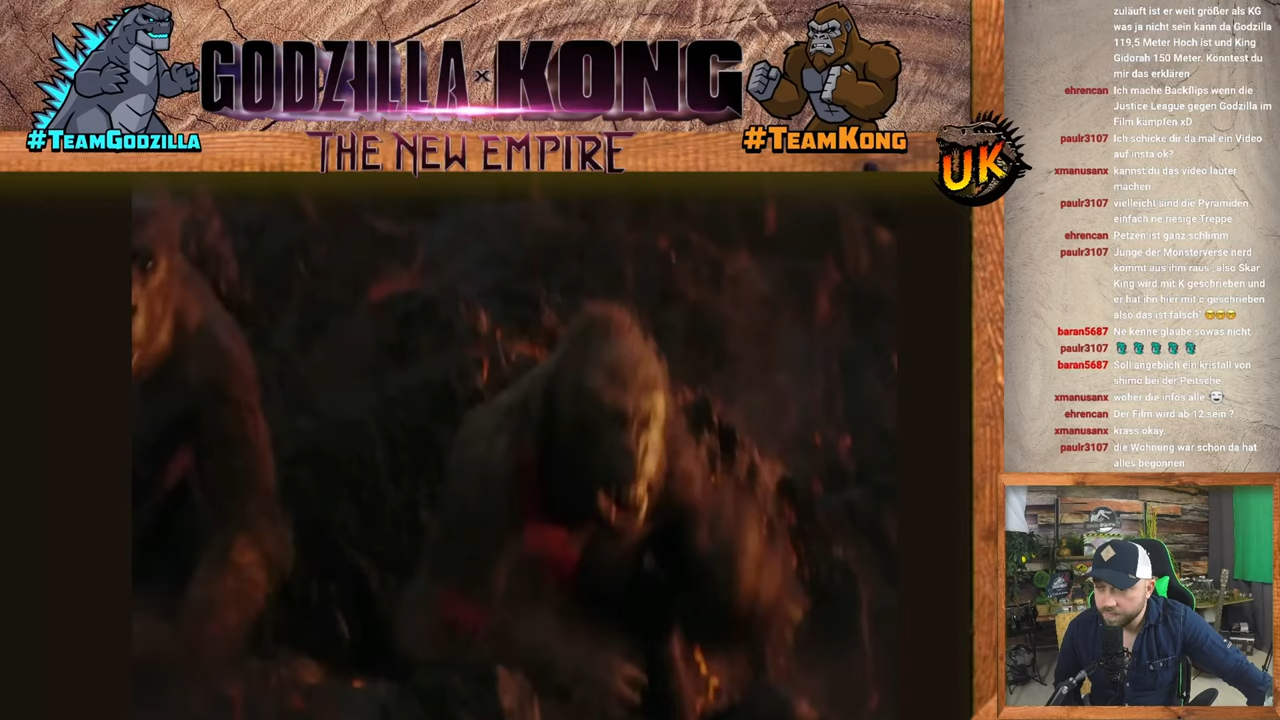 GODZILLA x KONG
THE NEW EMPIRE
#TEAMGODZILLA
#TEAMKONG
UK
zuläuft ist er weit größer als KG
was ja nicht sein kann da Godzilla
119,5 Meter Hoch ist und King
Gidorah 150 Meter. Könntest du
mir das erklären
ehrencan Ich mache Backflips wenn die
Justice League gegen Godzilla im
Film kämpfen xD
paulr3107 Ich schicke dir da mal ein Video
auf insta ok?
xmanusanx kannst du das video lauter
machen
paulr3107 vielleicht sind die Pyramiden
einfach ne riesige Treppe
ehrencan Petzen ist ganz schlimm
paulr3107 Junge der Monsterverse nerd
kommt aus ihm raus „also Skar
King wird mit K geschrieben und
er hat ihn hier mit c geschrieben
also das ist falsch“
baran5687 Ne kenne glaube sowas nicht
paulr3107
baran5687 Soll angeblich ein kristall von
shimo bei der Peitsche
xmanusanx woher die infos alle
ehrencan Der Film wird ab 12 sein ?
xmanusanx krass okay
paulr3107 die Wohnung war schön da hat
alles begonnen